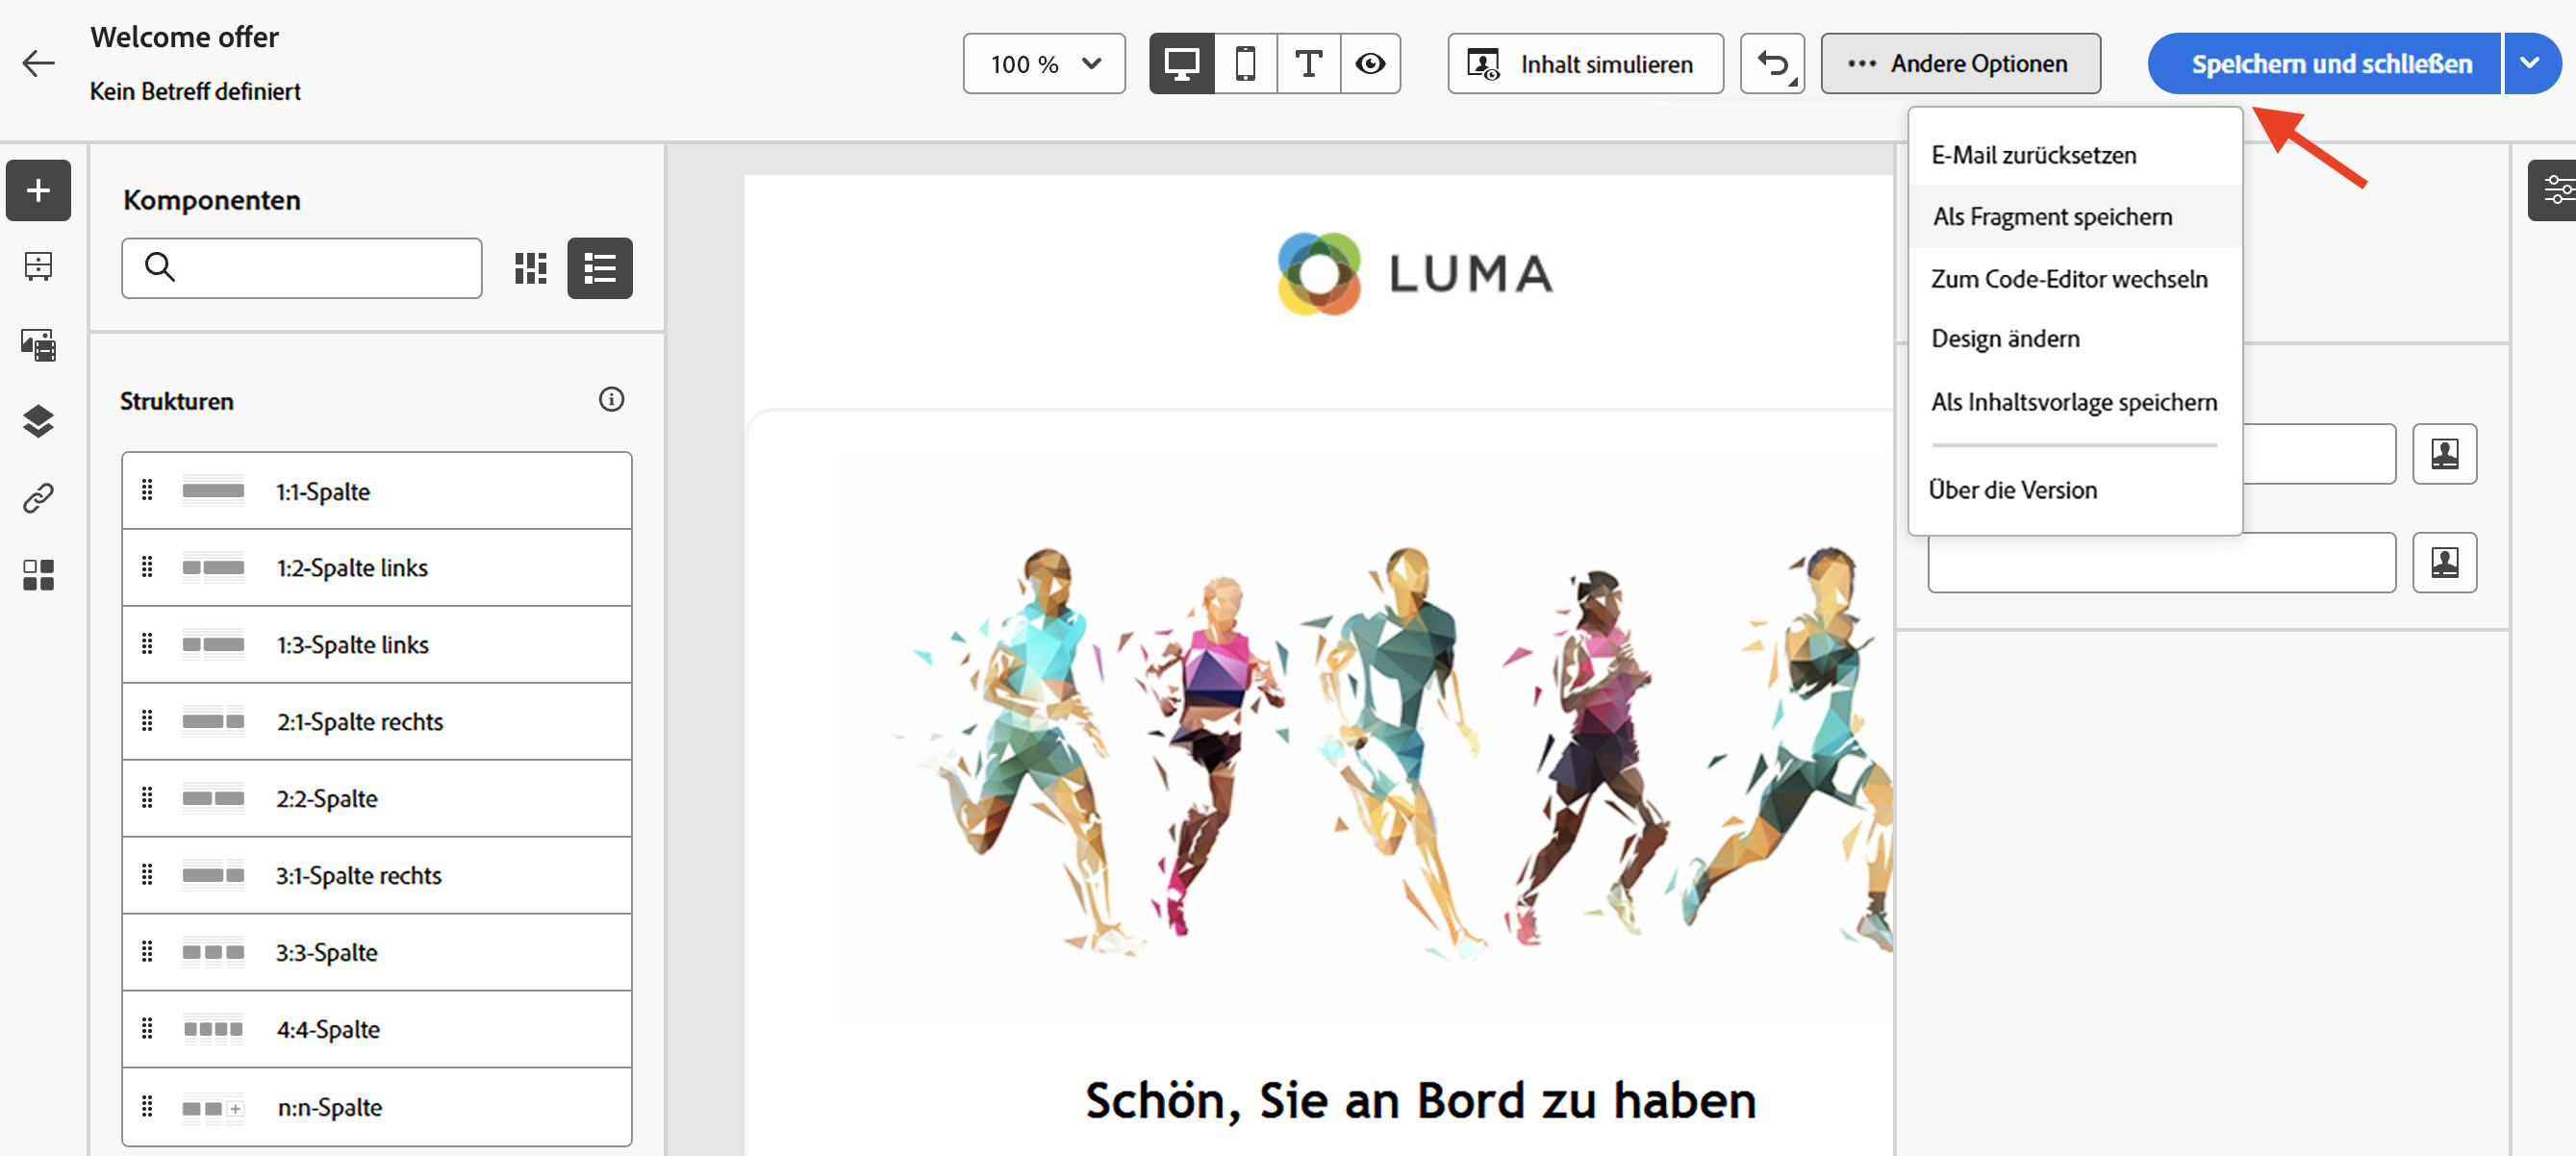 Welcome offer
Kein Betreff definiert
100 %
Inhalt simulieren
Andere Optionen
Speichern und schließen
E-Mail zurücksetzen
Als Fragment speichern
Zum Code-Editor wechseln
Design ändern
Als Inhaltsvorlage speichern
Über die Version
Komponenten
Strukturen
1:1-Spalte
1:2-Spalte links
1:3-Spalte links
2:1-Spalte rechts
2:2-Spalte
3:1-Spalte rechts
3:3-Spalte
4:4-Spalte
n:n-Spalte
LUMA
Schön, Sie an Bord zu haben